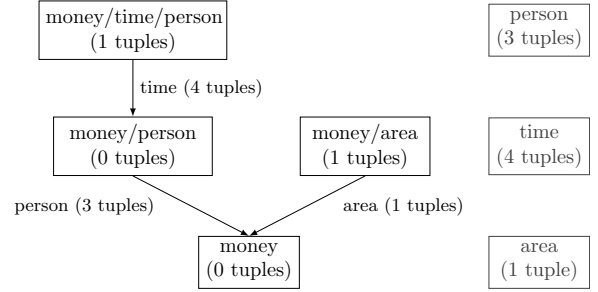 money/time/person
(1 tuples)
person
(3 tuples)
time (4 tuples)
money/person
(0 tuples)
money/area
(1 tuples)
time
(4 tuples)
person (3 tuples)
area (1 tuples)
money
(0 tuples)
area
(1 tuple)